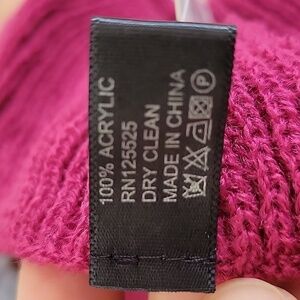 100% ACRYLIC
RN125525
DRY CLEAN
MADE IN CHINA
P